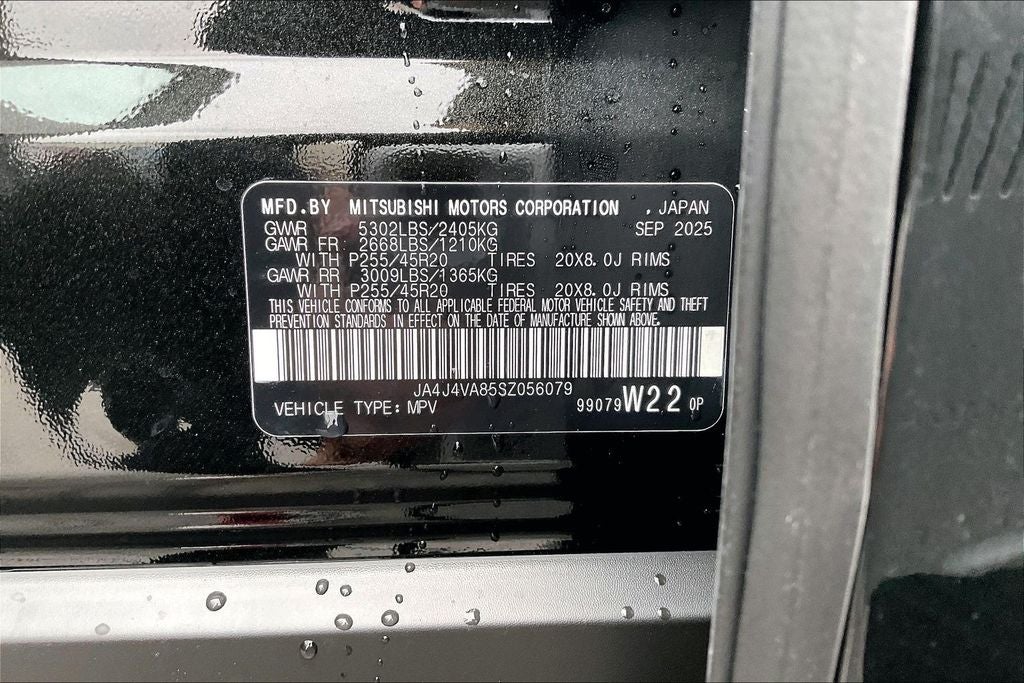 MFD.BY MITSUBISHI MOTORS CORPORATION , JAPAN
GVWR 5302LBS/2405KG SEP 2025
GAWR FR 2668LBS/1210KG
WITH P255/45R20 TIRES 20X8.0J RIMS
GAWR RR 3009LBS/1365KG
WITH P255/45R20 TIRES 20X8.0J RIMS
THIS VEHICLE CONFORMS TO ALL APPLICABLE FEDERAL MOTOR VEHICLE SAFETY AND THEFT
PREVENTION STANDARDS IN EFFECT ON THE DATE OF MANUFACTURE SHOWN ABOVE.
JA4J4VA85SZ056079
VEHICLE TYPE: MPV 99079W22 0P